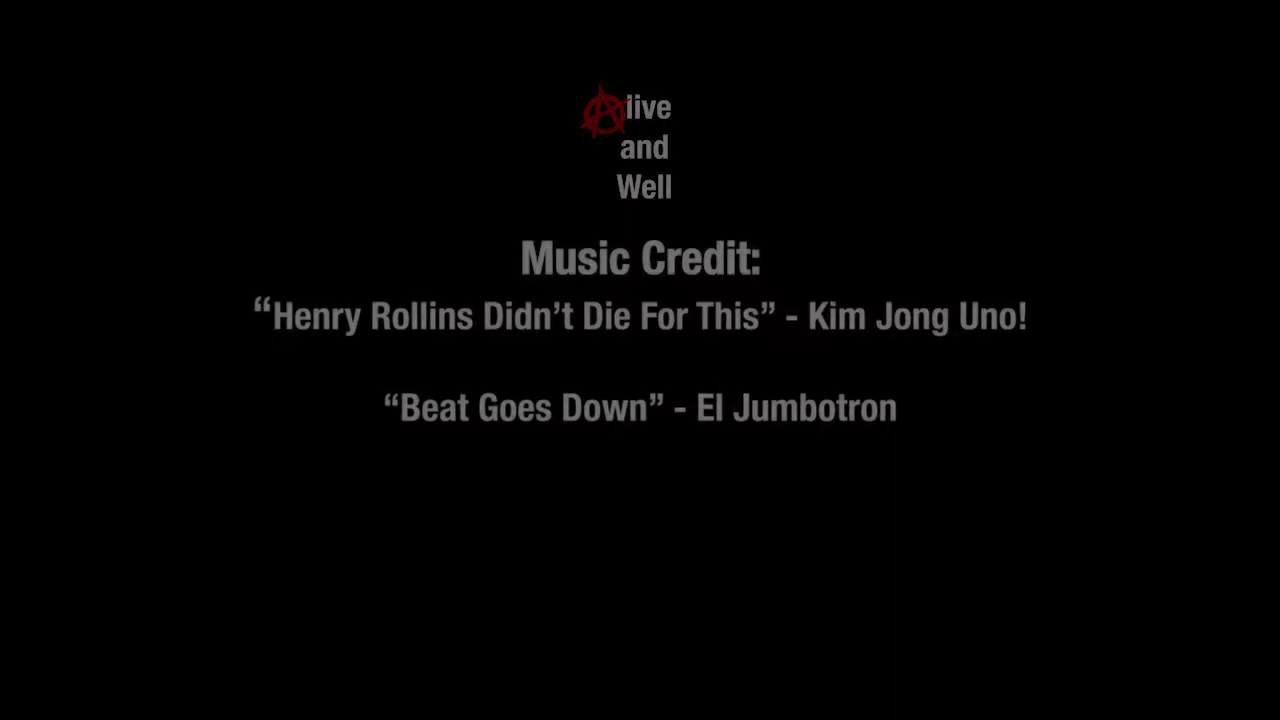 Alive
and
Well
Music Credit:
“Henry Rollins Didn’t Die For This” - Kim Jong Uno!
“Beat Goes Down” - El Jumbotron